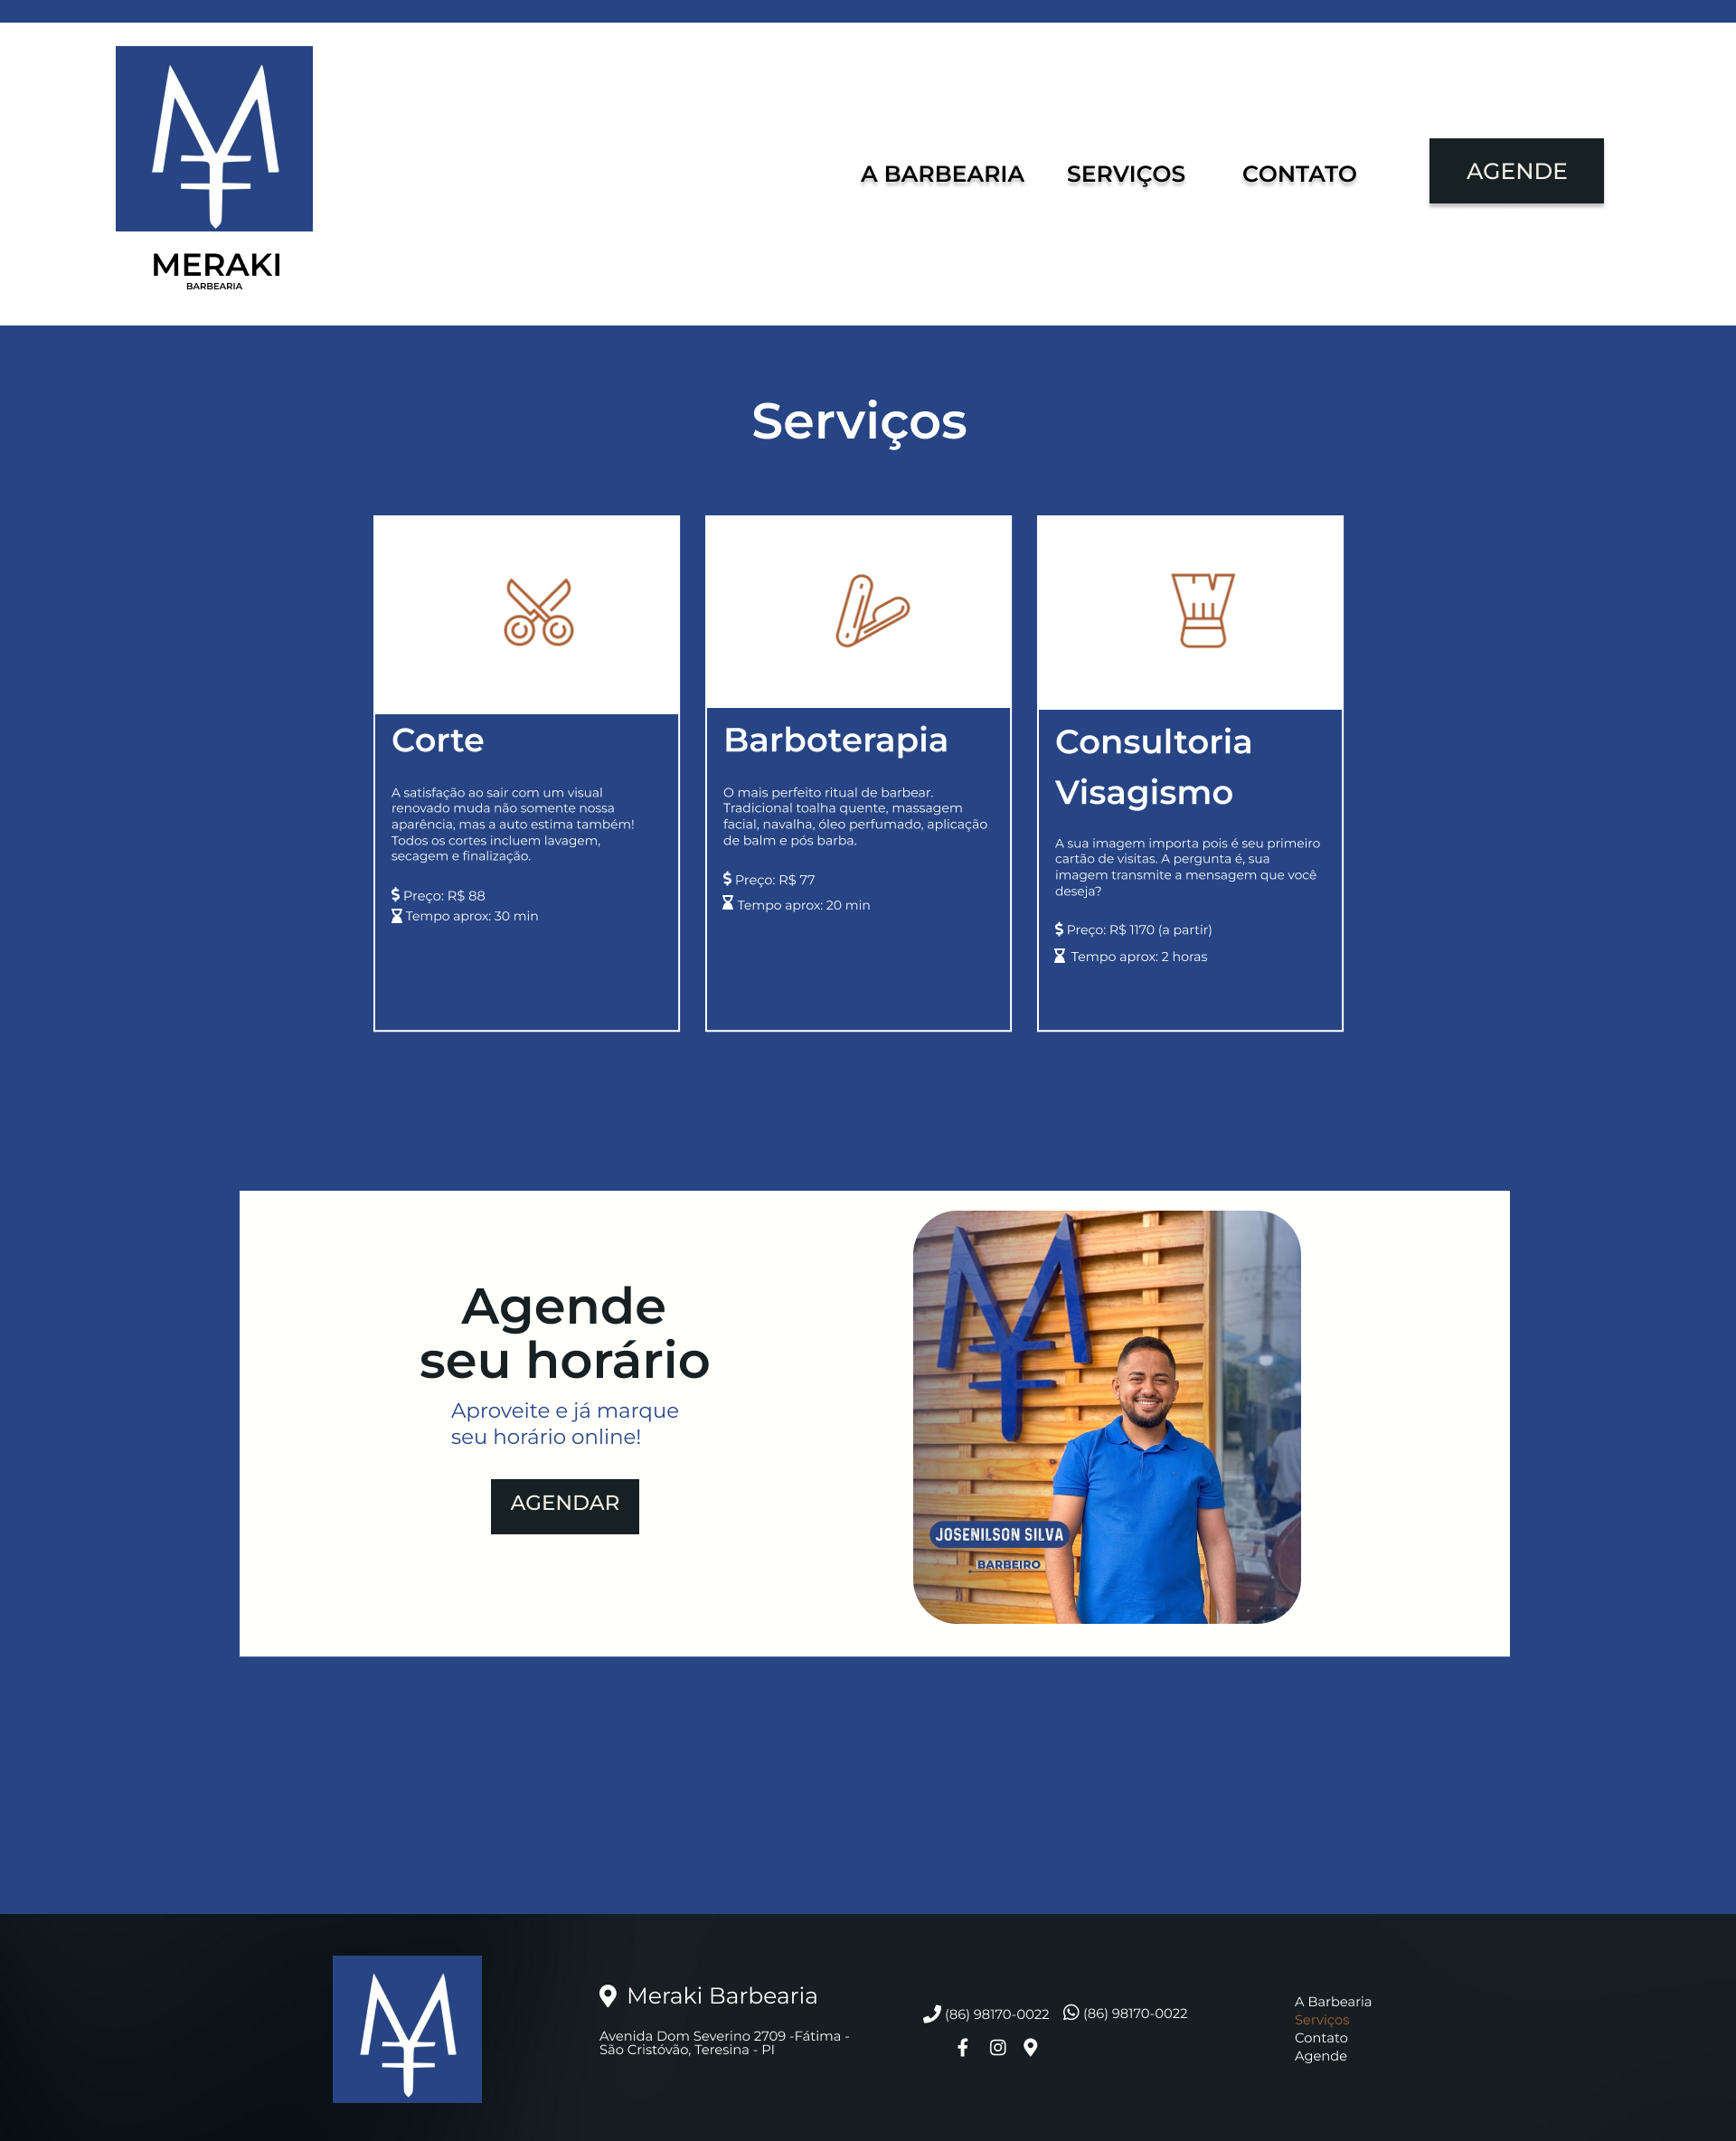 MERAKI
BARBEARIA
A BARBEARIA
SERVIÇOS
CONTATO
AGENDE
Serviços
Corte
A satisfação ao sair com um visual
renovado muda não somente nossa
aparência, mas a auto estima também!
Todos os cortes incluem lavagem,
secagem e finalização.
Preço: R$ 88
Tempo aprox: 30 min
Barboterapia
O mais perfeito ritual de barbear.
Tradicional toalha quente, massagem
facial, navalha, óleo perfumado, aplicação
de balm e pós barba.
Preço: R$ 77
Tempo aprox: 20 min
Consultoria
Visagismo
A sua imagem importa pois é seu primeiro
cartão de visitas. A pergunta é, sua
imagem transmite a mensagem que você
deseja?
Preço: R$ 1170 (a partir)
Tempo aprox: 2 horas
Agende
seu horário
Aproveite e já marque
seu horário online!
AGENDAR
JOSENILSON SILVA
BARBEIRO
Meraki Barbearia
Avenida Dom Severino 2709 -Fátima -
São Cristóvão, Teresina - PI
(86) 98170-0022
(86) 98170-0022
A Barbearia
Serviços
Contato
Agende